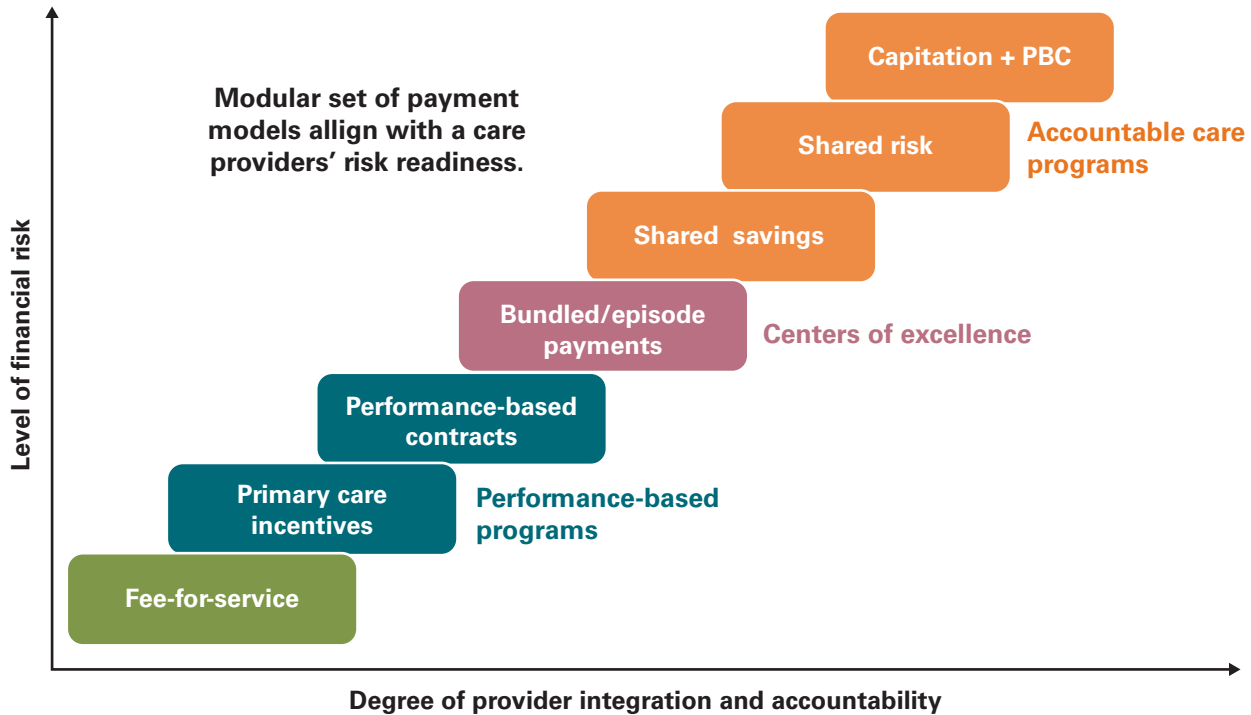 Capitation + PBC
Modular set of payment
models allign with a care
providers’ risk readiness.
Shared risk
Accountable care
programs
Shared savings
Bundled/episode
payments
Centers of excellence
Performance-based
contracts
Primary care
incentives
Performance-based
programs
Fee-for-service
Level of financial risk
Degree of provider integration and accountability